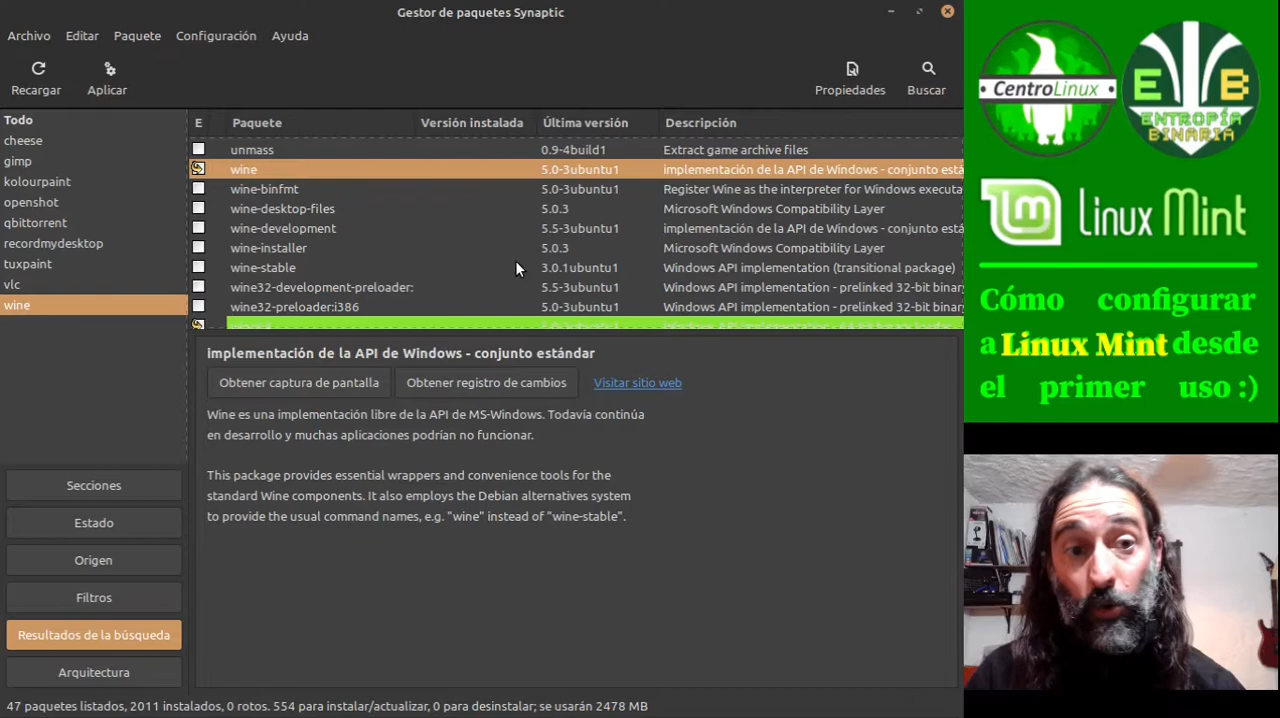 Gestor de paquetes Synaptic
Archivo Editar Paquete Configuración Ayuda
Recargar Aplicar Propiedades Buscar
Todo
cheese
gimp
kolourpaint
openshot
qbittorrent
recordmydesktop
tuxpaint
vlc
wine
E Paquete Versión instalada Última versión Descripción
unmass 0.9-4build1 Extract game archive files
wine 5.0-3ubuntu1 implementación de la API de Windows - conjunto está
wine-binfmt 5.0-3ubuntu1 Register Wine as the interpreter for Windows executa
wine-desktop-files 5.0.3 Microsoft Windows Compatibility Layer
wine-development 5.5-3ubuntu1 implementación de la API de Windows - conjunto está
wine-installer 5.0.3 Microsoft Windows Compatibility Layer
wine-stable 3.0.1ubuntu1 Windows API implementation (transitional package)
wine32-development-preloader: 5.5-3ubuntu1 Windows API implementation - prelinked 32-bit binary
wine32-preloader:i386 5.0-3ubuntu1 Windows API implementation - prelinked 32-bit binary
implementación de la API de Windows - conjunto estándar
Obtener captura de pantalla Obtener registro de cambios Visitar sitio web
Wine es una implementación libre de la API de MS-Windows. Todavía continúa
en desarrollo y muchas aplicaciones podrían no funcionar.
This package provides essential wrappers and convenience tools for the
standard Wine components. It also employs the Debian alternatives system
to provide the usual command names, e.g. "wine" instead of "wine-stable".
Secciones
Estado
Origen
Filtros
Resultados de la búsqueda
Arquitectura
47 paquetes listados, 2011 instalados, 0 rotos. 554 para instalar/actualizar, 0 para desinstalar; se usarán 2478 MB
CentroLinux
E B
ENTROPÍA
BINARIA
Linux Mint
Cómo configurar
a Linux Mint desde
el primer uso :)